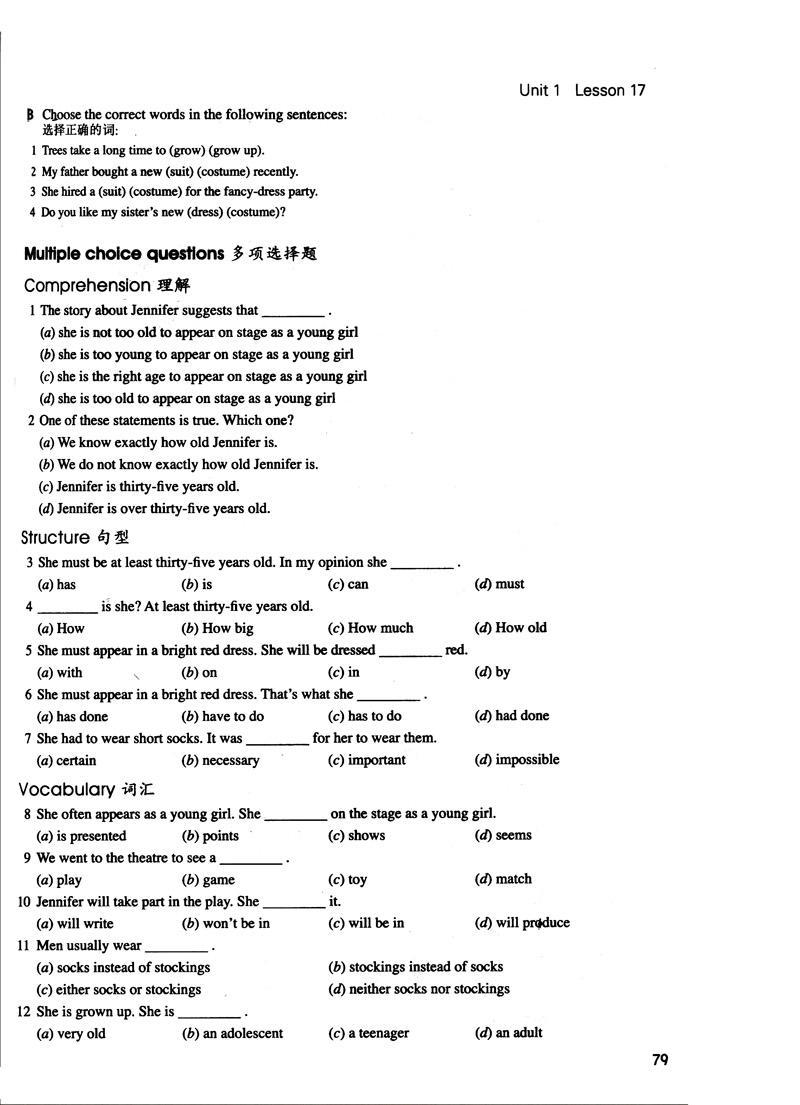 Unit 1 Lesson 17
B Choose the correct words in the following sentences:
选择正确的词:
1 Trees take a long time to (grow) (grow up).
2 My father bought a new (suit) (costume) recently.
3 She hired a (suit) (costume) for the fancy-dress party.
4 Do you like my sister's new (dress) (costume)?
Multiple choice questions 多项选择题
Comprehension 理解
1 The story about Jennifer suggests that ________ .
(a) she is not too old to appear on stage as a young girl
(b) she is too young to appear on stage as a young girl
(c) she is the right age to appear on stage as a young girl
(d) she is too old to appear on stage as a young girl
2 One of these statements is true. Which one?
(a) We know exactly how old Jennifer is.
(b) We do not know exactly how old Jennifer is.
(c) Jennifer is thirty-five years old.
(d) Jennifer is over thirty-five years old.
Structure 句型
3 She must be at least thirty-five years old. In my opinion she ________ .
(a) has (b) is (c) can (d) must
4 ________ is she? At least thirty-five years old.
(a) How (b) How big (c) How much (d) How old
5 She must appear in a bright red dress. She will be dressed ________ red.
(a) with (b) on (c) in (d) by
6 She must appear in a bright red dress. That's what she ________ .
(a) has done (b) have to do (c) has to do (d) had done
7 She had to wear short socks. It was ________ for her to wear them.
(a) certain (b) necessary (c) important (d) impossible
Vocabulary 词汇
8 She often appears as a young girl. She ________ on the stage as a young girl.
(a) is presented (b) points (c) shows (d) seems
9 We went to the theatre to see a ________ .
(a) play (b) game (c) toy (d) match
10 Jennifer will take part in the play. She ________ it.
(a) will write (b) won't be in (c) will be in (d) will produce
11 Men usually wear ________ .
(a) socks instead of stockings (b) stockings instead of socks
(c) either socks or stockings (d) neither socks nor stockings
12 She is grown up. She is ________ .
(a) very old (b) an adolescent (c) a teenager (d) an adult
79